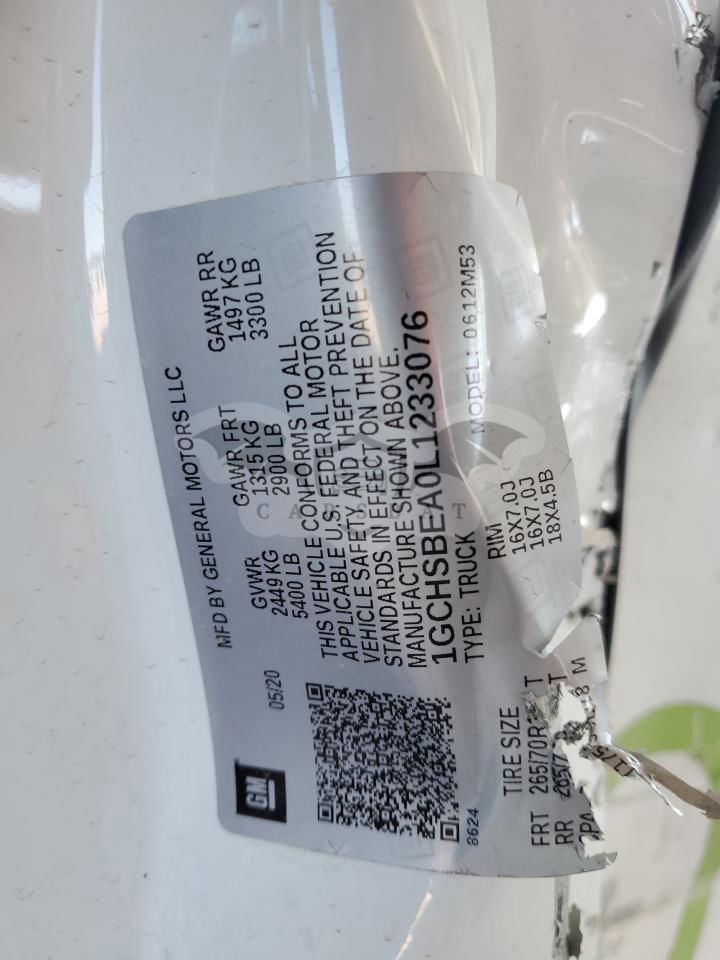 GM
05/20
MFD BY GENERAL MOTORS LLC
GVWR GAWR FRT GAWR RR
2449 KG 1315 KG 1497 KG
5400 LB 2900 LB 3300 LB
THIS VEHICLE CONFORMS TO ALL
APPLICABLE U.S. FEDERAL MOTOR
VEHICLE SAFETY AND THEFT PREVENTION
STANDARDS IN EFFECT ON THE DATE OF
MANUFACTURE SHOWN ABOVE.
1GCHSBEA0L1233076
8624 TYPE: TRUCK MODEL: 0612M53
TIRE SIZE RIM
FRT T 16X7.0J
RR T 16X7.0J
M 18X4.5B